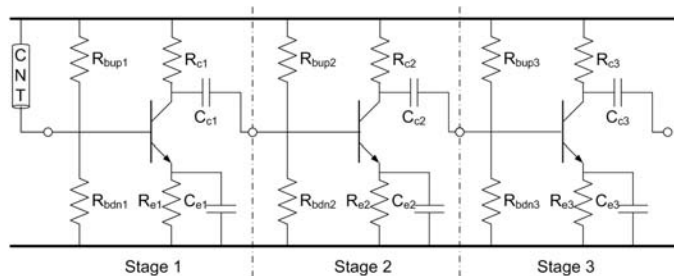 CNT
Rbup1
Rc1
Cc1
Rbdn1
Re1
Ce1
Rbup2
Rc2
Cc2
Rbdn2
Re2
Ce2
Rbup3
Rc3
Cc3
Rbdn3
Re3
Ce3
Stage 1
Stage 2
Stage 3